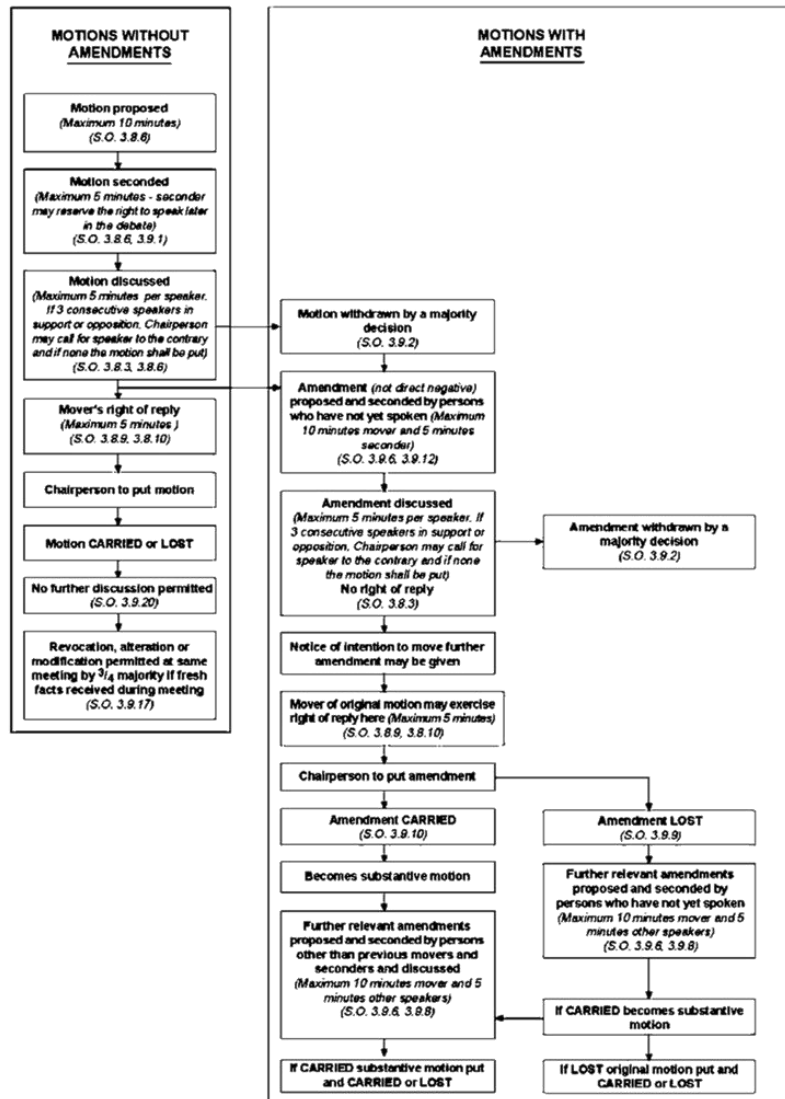 MOTIONS WITHOUT
AMENDMENTS
Motion proposed
(Maximum 10 minutes)
(S.O. 3.8.6)
Motion seconded
(Maximum 5 minutes - seconder
may reserve the right to speak later
in the debate)
(S.O. 3.8.6, 3.9.1)
Motion discussed
(Maximum 5 minutes per speaker.
If 3 consecutive speakers in
support or opposition, Chairperson
may call for speaker to the contrary
and if none the motion shall be put)
(S.O. 3.8.3, 3.8.6)
Mover's right of reply
(Maximum 5 minutes )
(S.O. 3.8.9, 3.8.10)
Chairperson to put motion
Motion CARRIED or LOST
No further discussion permitted
(S.O. 3.9.20)
Revocation, alteration or
modification permitted at same
meeting by 3/4 majority if fresh
facts received during meeting
(S.O. 3.9.17)
MOTIONS WITH
AMENDMENTS
Motion withdrawn by a majority
decision
(S.O. 3.9.2)
Amendment (not direct negative)
proposed and seconded by persons
who have not yet spoken (Maximum
10 minutes mover and 5 minutes
seconder)
(S.O. 3.9.6, 3.9.12)
Amendment discussed
(Maximum 5 minutes per speaker. If
3 consecutive speakers in support or
opposition, Chairperson may call for
speaker to the contrary and if none
the motion shall be put)
No right of reply
(S.O. 3.8.3)
Amendment withdrawn by a
majority decision
(S.O. 3.9.2)
Notice of intention to move further
amendment may be given
Mover of original motion may exercise
right of reply here (Maximum 5 minutes)
(S.O. 3.8.9, 3.8.10)
Chairperson to put amendment
Amendment CARRIED
(S.O. 3.9.10)
Becomes substantive motion
Further relevant amendments
proposed and seconded by persons
other than previous movers and
seconders and discussed
(Maximum 10 minutes mover and 5
minutes other speakers)
(S.O. 3.9.6, 3.9.8)
If CARRIED substantive motion put
and CARRIED or LOST
Amendment LOST
(S.O. 3.9.9)
Further relevant amendments
proposed and seconded by
persons who have not yet spoken
(Maximum 10 minutes mover and 5
minutes other speakers)
(S.O. 3.9.6, 3.9.8)
If CARRIED becomes substantive
motion
If LOST original motion put and
CARRIED or LOST